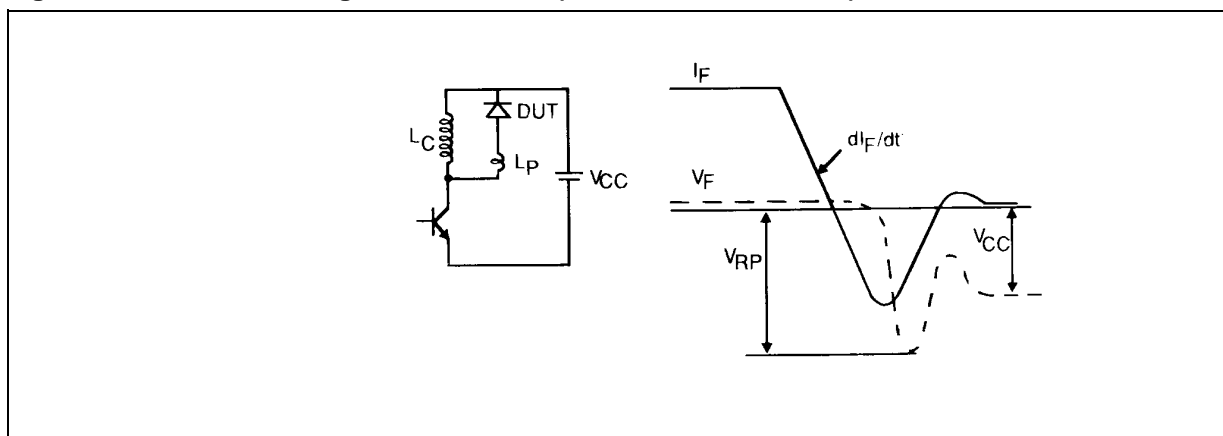 DUT
LC
LP
VCC
IF
dIF/dt
VF
VRP
VCC